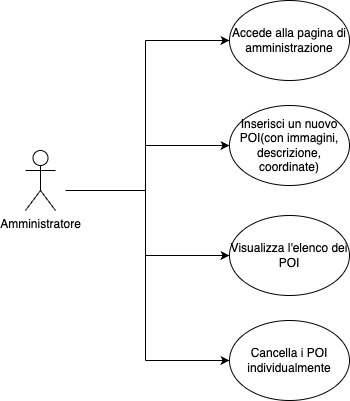 Accede alla pagina di
amministrazione
Inserisci un nuovo
POI(con immagini,
descrizione,
coordinate)
Amministratore
Visualizza l'elenco dei
POI
Cancella i POI
individualmente